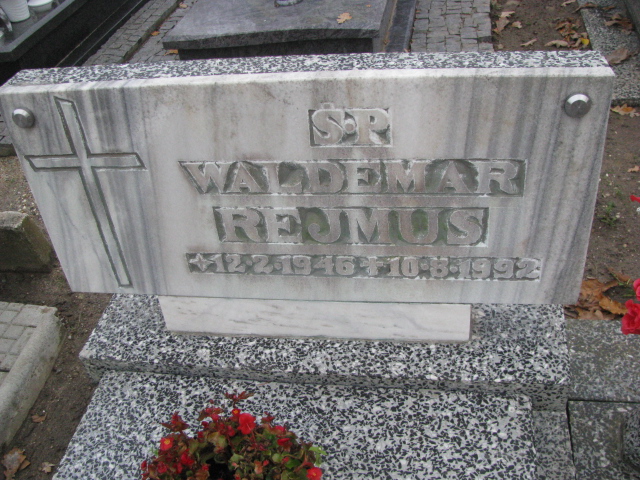 Ś.P.
WALDEMAR
REJMUS
*12.2.1946 +10.8.1992